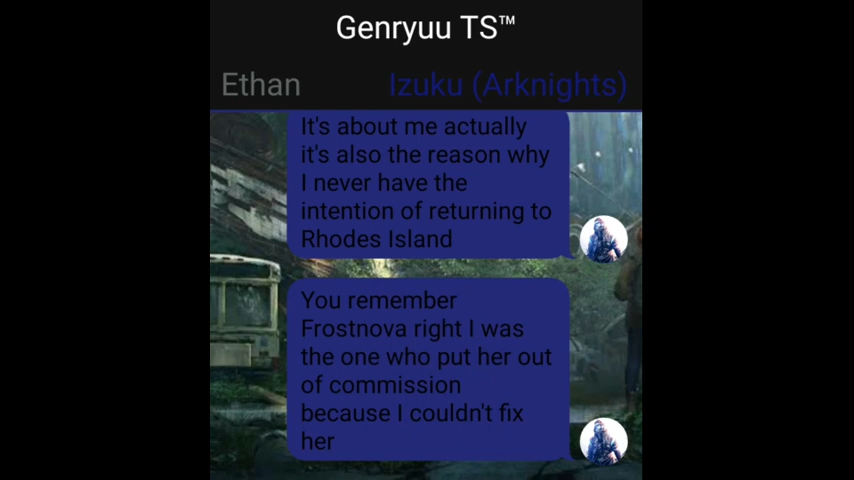 Genryuu TS™
Ethan
Izuku (Arknights)
It's about me actually
it's also the reason why
I never have the
intention of returning to
Rhodes Island
You remember
Frostnova right I was
the one who put her out
of commission
because I couldn't fix
her